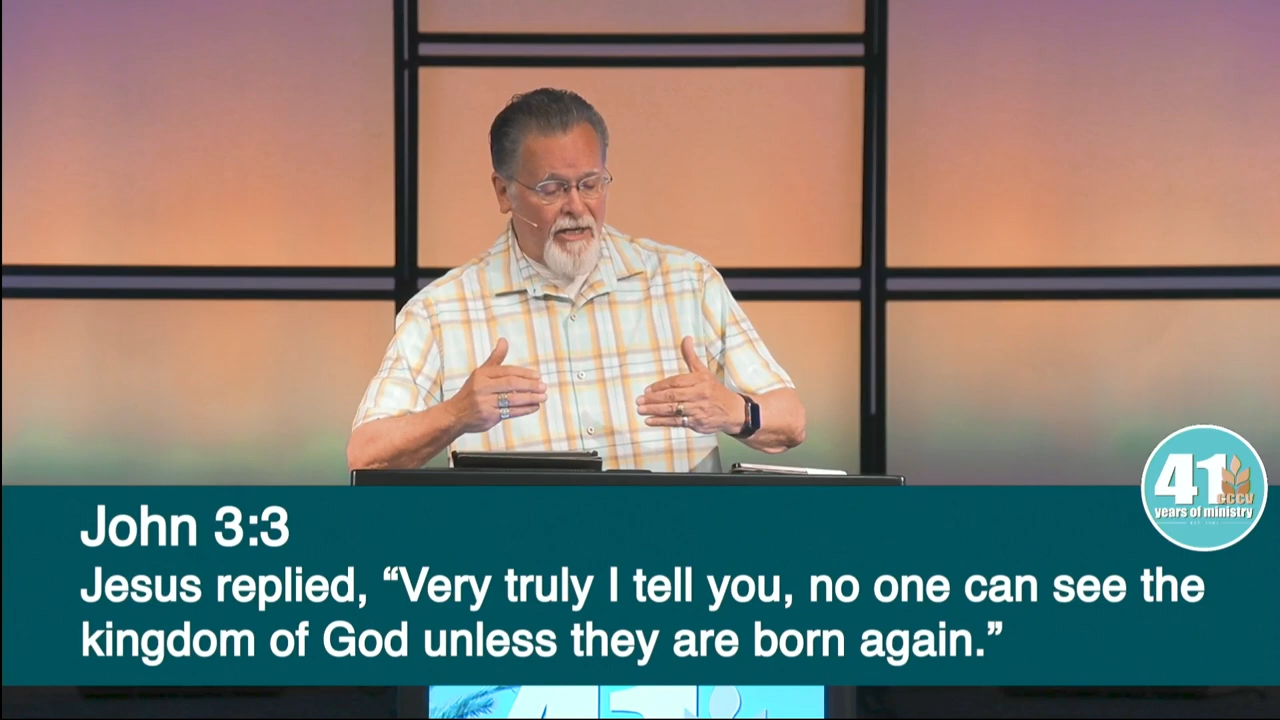 John 3:3
Jesus replied, “Very truly I tell you, no one can see the
kingdom of God unless they are born again.”
41
CCCV
years of ministry